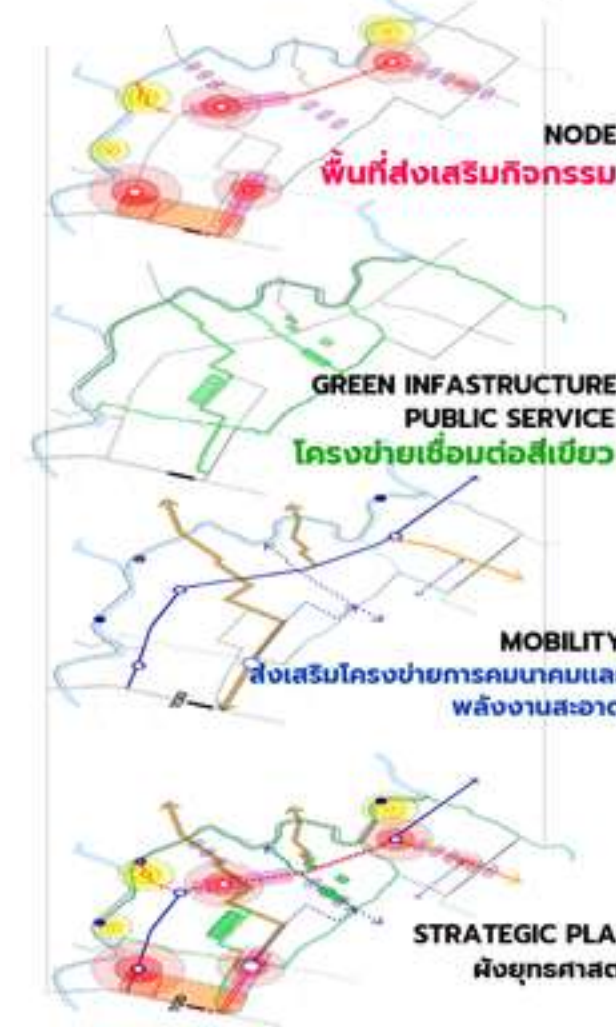 NODE
พื้นที่ส่งเสริมกิจกรรม
GREEN INFASTRUCTURE
PUBLIC SERVICE
โครงข่ายเชื่อมต่อสีเขียว
MOBILITY
ส่งเสริมโครงข่ายการคมนาคมและ
พลังงานสะอาด
STRATEGIC PLA
ผังยุทธศาสต